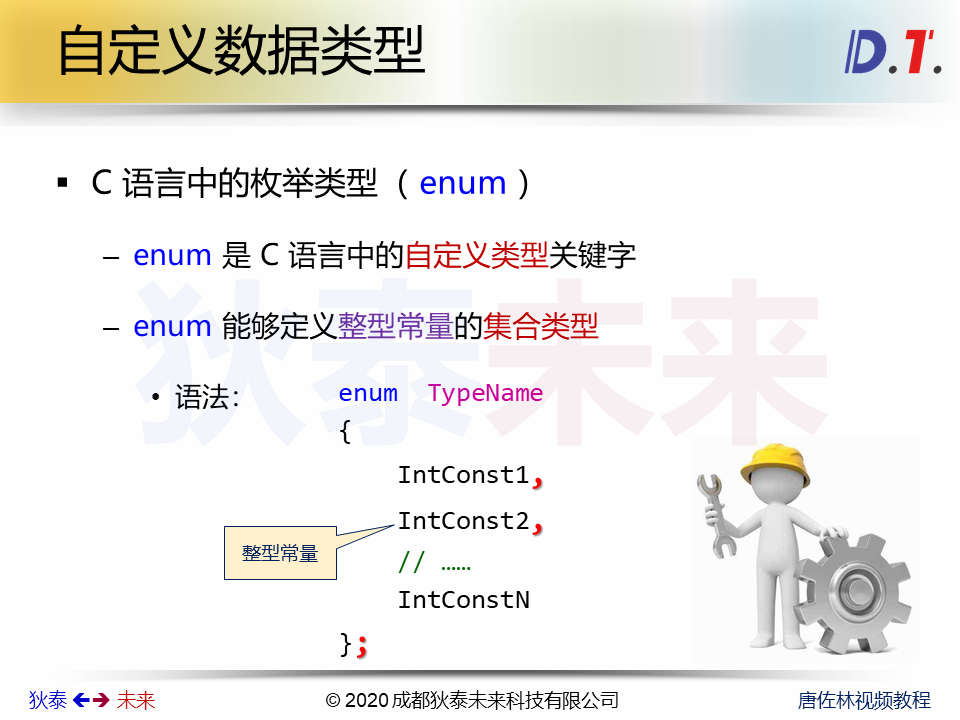 自定义数据类型
D.T.
▪ C 语言中的枚举类型 （ enum ）
– enum 是 C 语言中的自定义类型关键字
– enum 能够定义整型常量的集合类型
狄泰未来
• 语法：
enum TypeName
{
IntConst1,
IntConst2,
整型常量
// ……
IntConstN
};
狄泰 未来
© 2020 成都狄泰未来科技有限公司
唐佐林视频教程